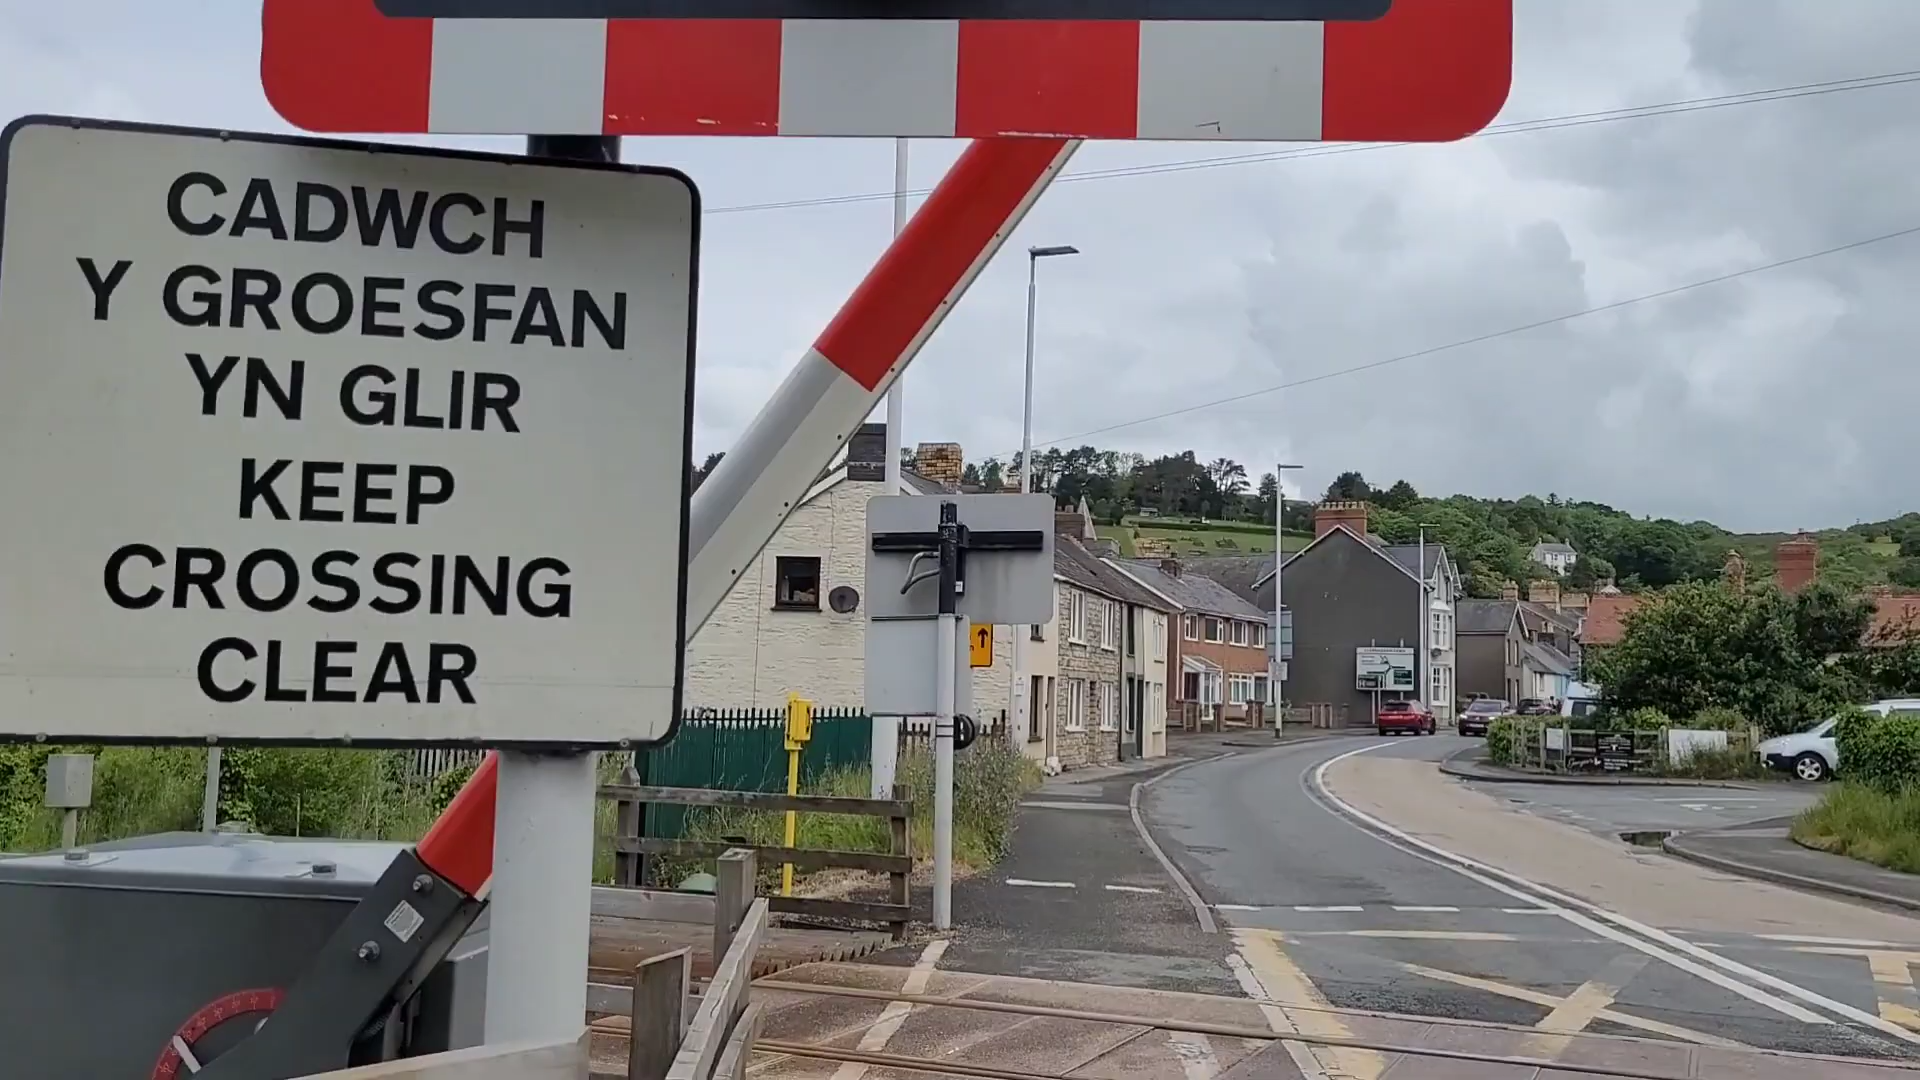 CADWCH
Y GROESFAN
YN GLIR
KEEP
CROSSING
CLEAR